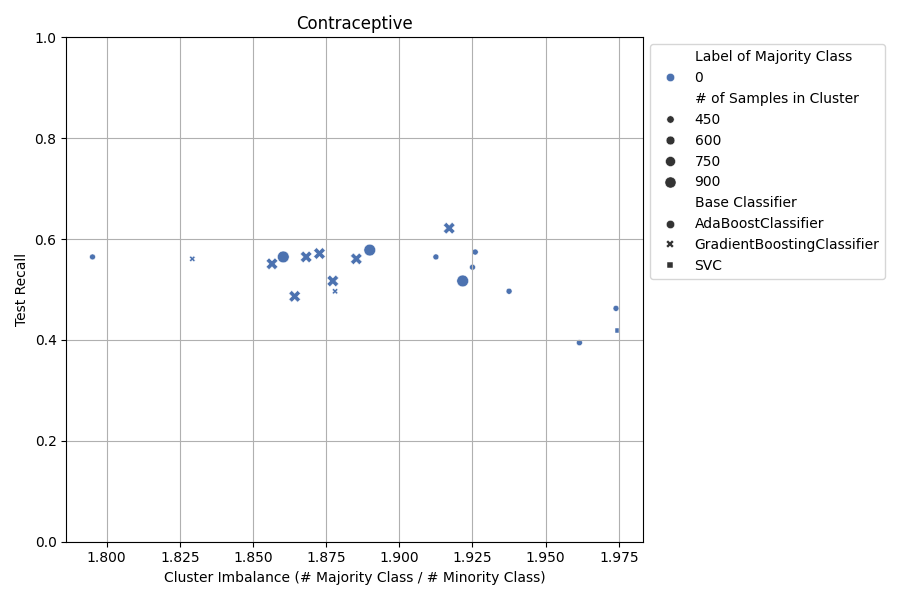 Contraceptive
1.0
0.8
0.6
0.4
0.2
0.0
Test Recall
1.800
1.825
1.850
1.875
1.900
1.925
1.950
1.975
Cluster Imbalance (# Majority Class / # Minority Class)
Label of Majority Class
0
# of Samples in Cluster
450
600
750
900
Base Classifier
AdaBoostClassifier
GradientBoostingClassifier
SVC